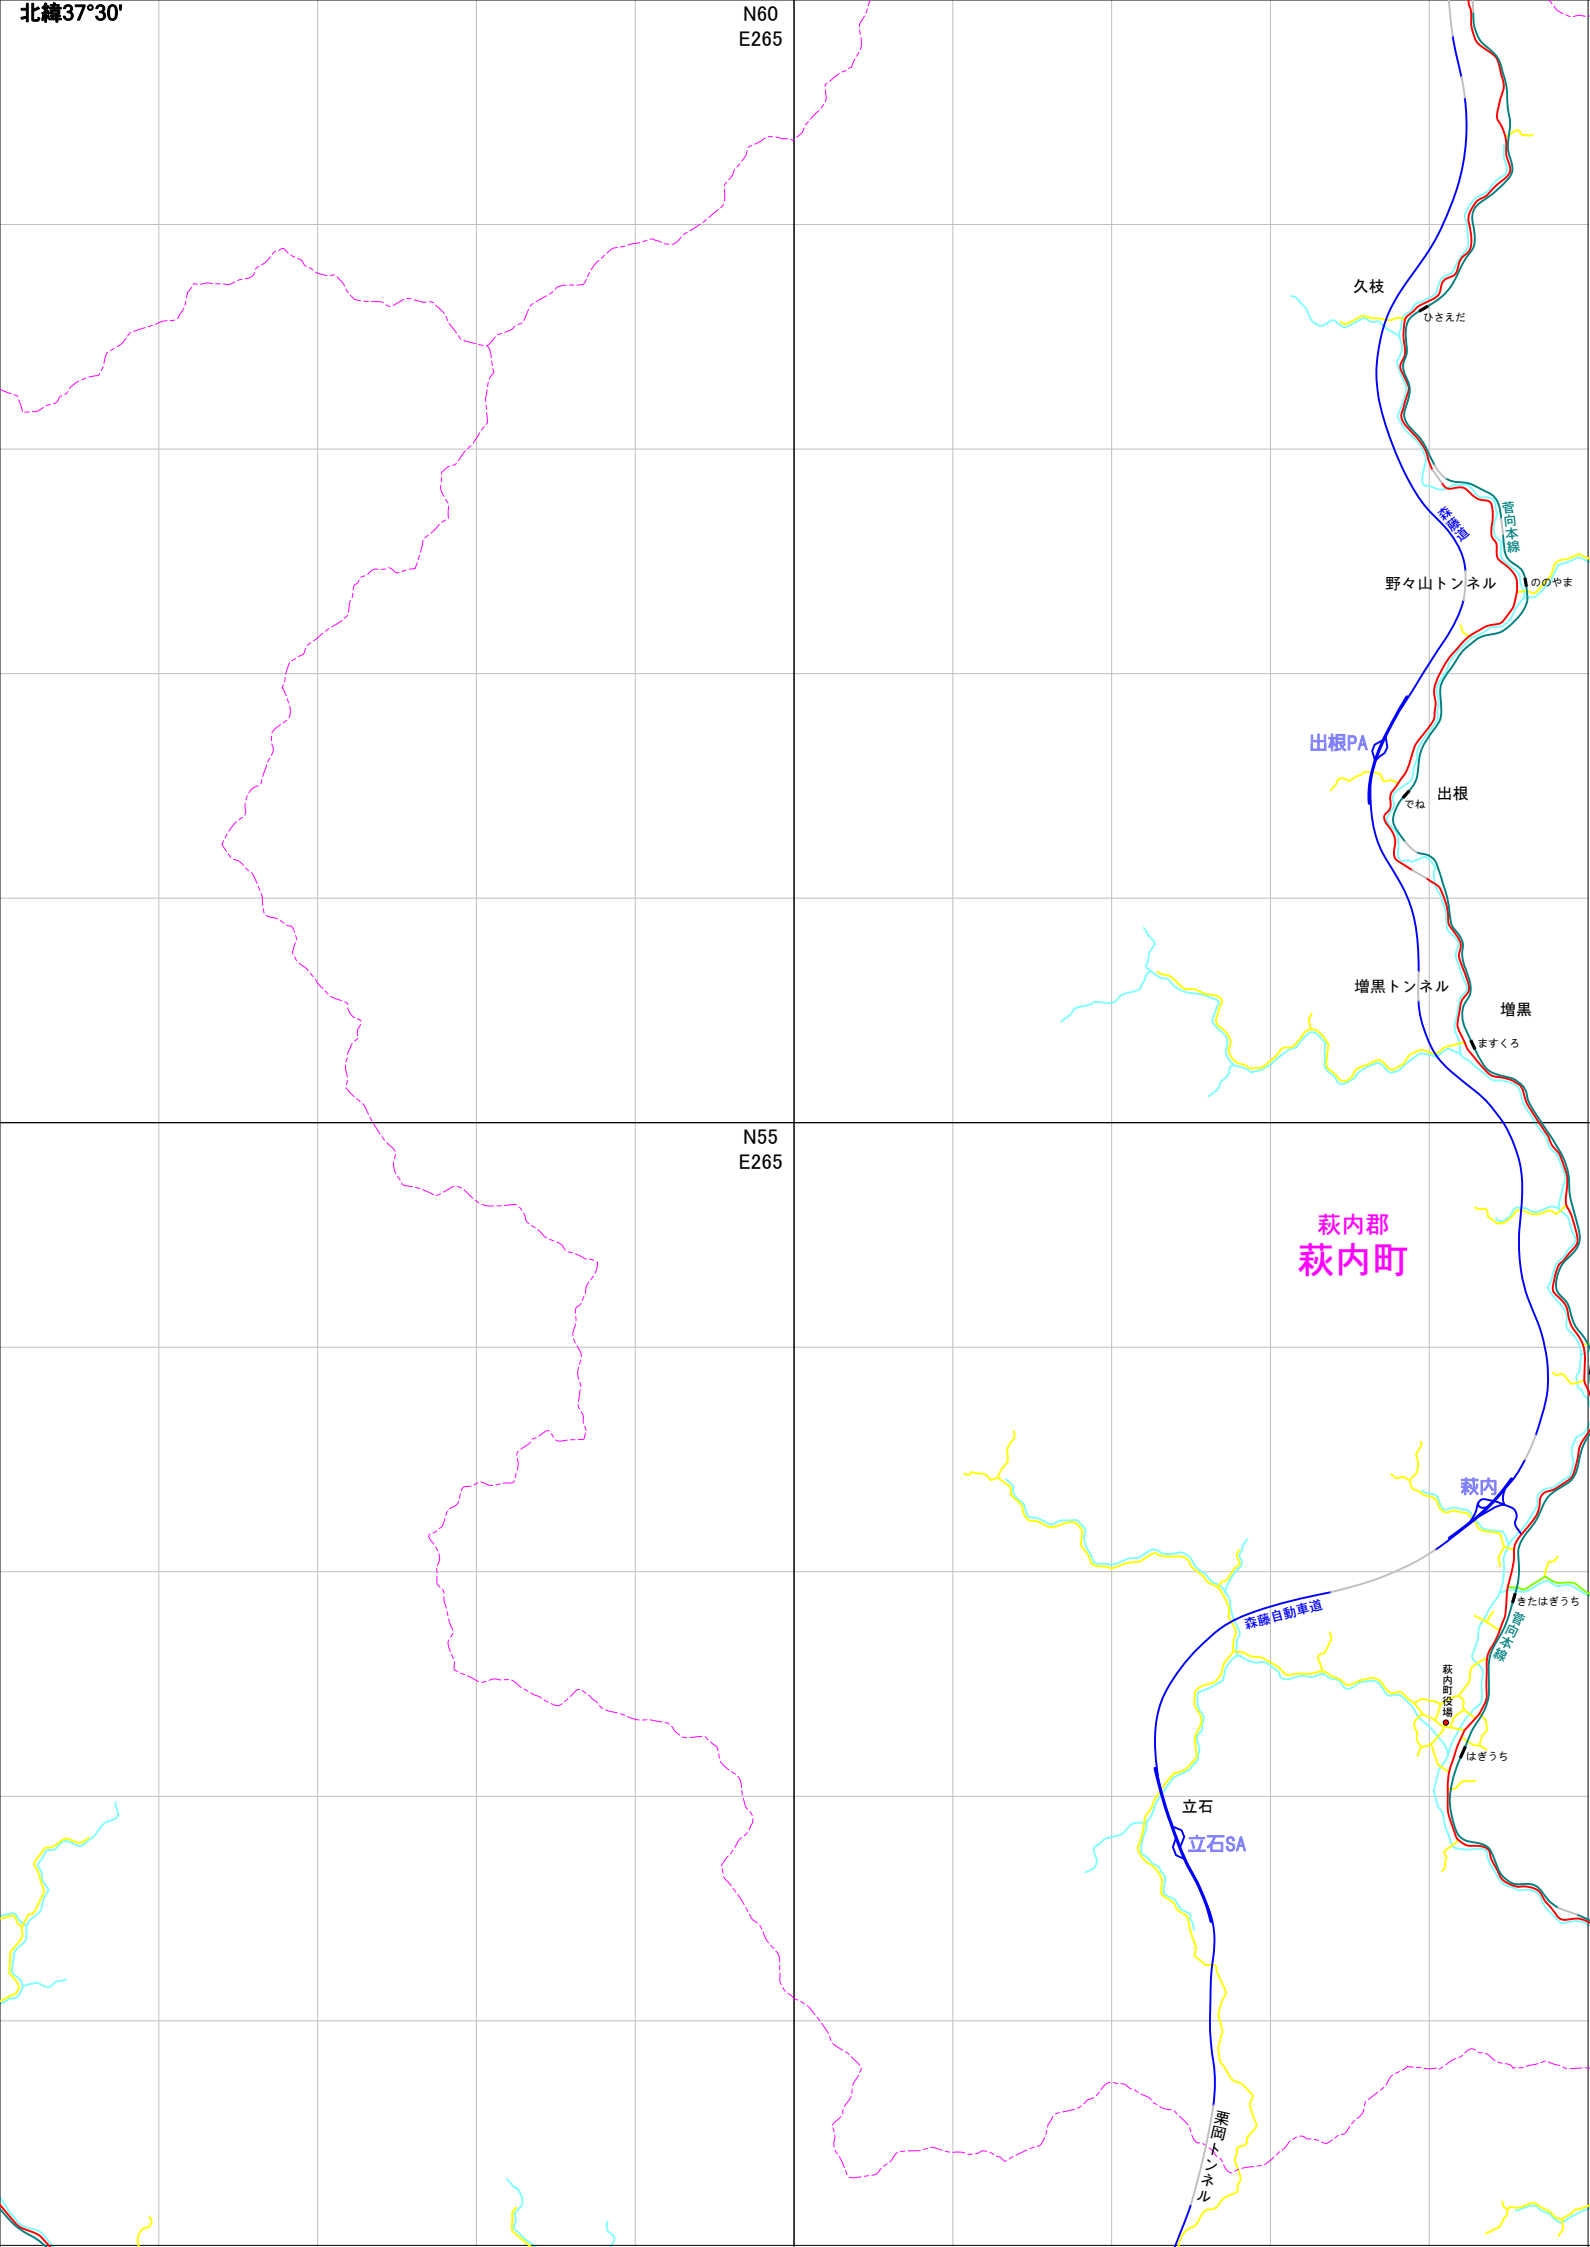 北緯37°30'
N60
E265
久枝
ひさえだ
森藤道
菅向本線
野々山トンネル
ののやま
出根PA
出根
でね
増黒トンネル
増黒
ますくろ
N55
E265
萩内郡
萩内町
萩内
きたはぎうち
森藤自動車道
菅向本線
萩内町役場
はぎうち
立石
立石SA
栗岡トンネル